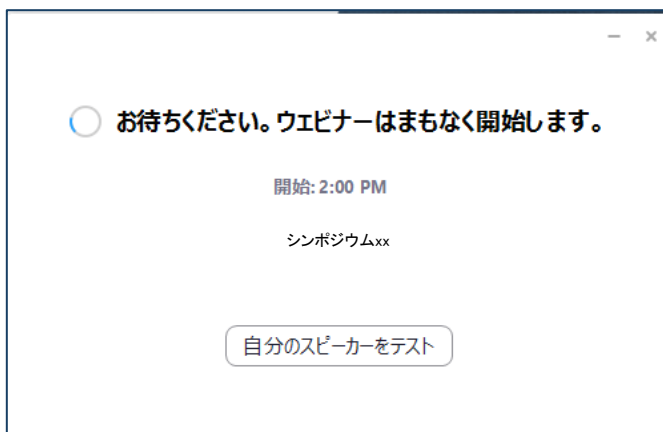 お待ちください。ウェビナーはまもなく開始します。
開始: 2:00 PM
シンポジウムxx
自分のスピーカーをテスト